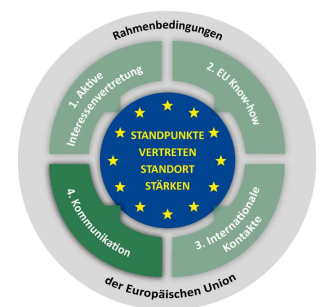 Rahmenbedingungen
1. Aktive
Interessenvertretung
2. EU Know-how
STANDPUNKTE
VERTRETEN
STANDORT
STÄRKEN
4. Kommunikation
3. Internationale
Kontakte
der Europäischen Union